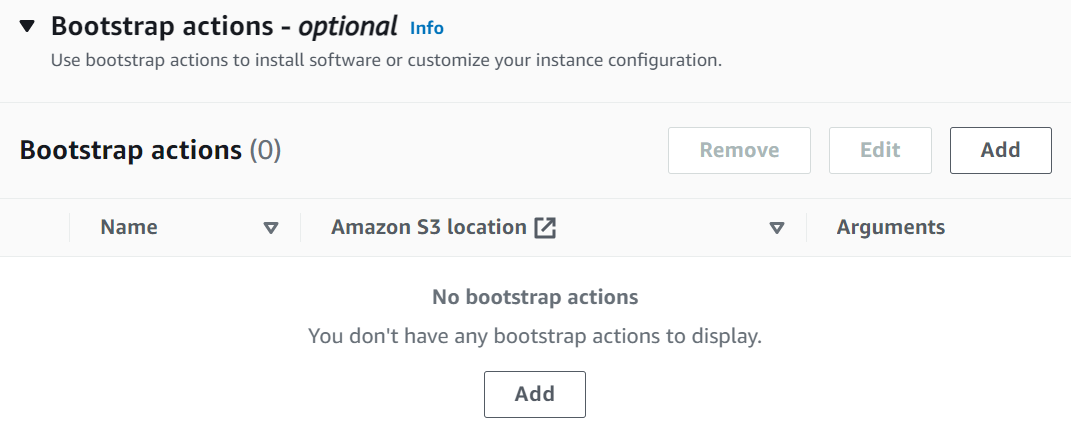 Bootstrap actions - optional Info
Use bootstrap actions to install software or customize your instance configuration.
Bootstrap actions (0) Remove Edit Add
Name Amazon S3 location Arguments
No bootstrap actions
You don't have any bootstrap actions to display.
Add